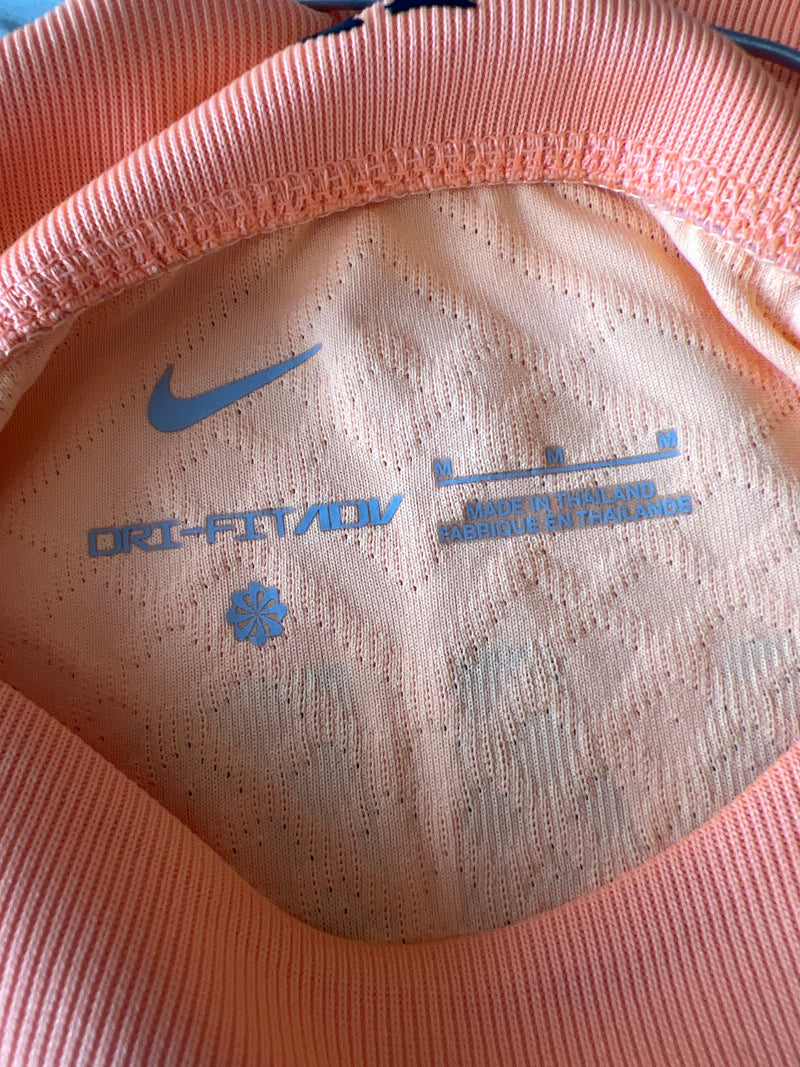 DRI-FIT ADV
M M M
MADE IN THAILAND
FABRIQUE EN THAILANDE